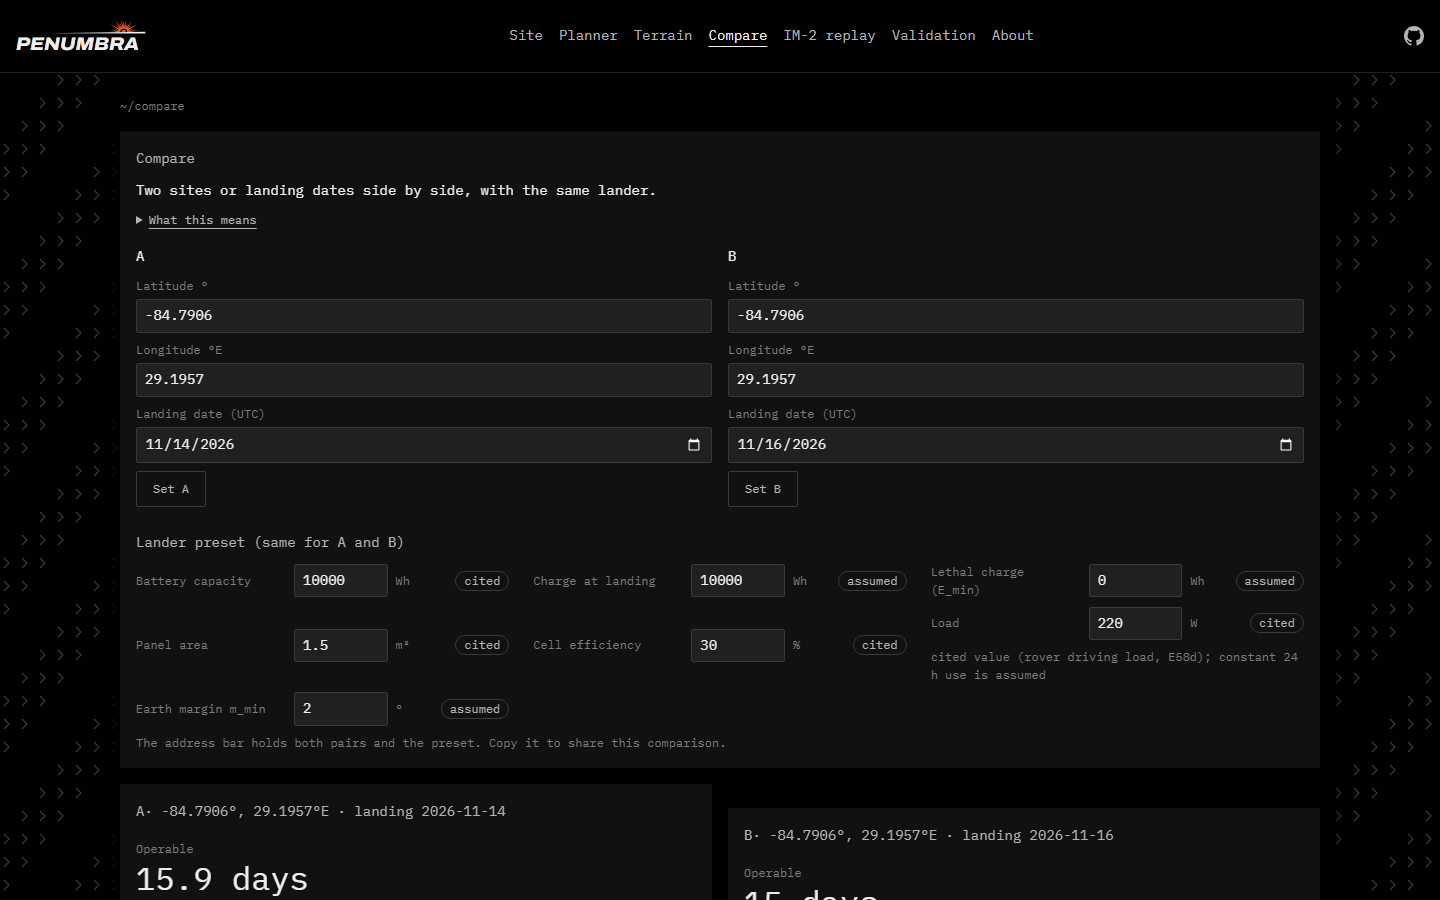 PENUMBRA
Site Planner Terrain Compare IM-2 replay Validation About
~/compare
Compare
Two sites or landing dates side by side, with the same lander.
What this means
A
Latitude °
-84.7906
Longitude °E
29.1957
Landing date (UTC)
11/14/2026
Set A
B
Latitude °
-84.7906
Longitude °E
29.1957
Landing date (UTC)
11/16/2026
Set B
Lander preset (same for A and B)
Battery capacity 10000 Wh cited
Charge at landing 10000 Wh assumed
Lethal charge
(E_min) 0 Wh assumed
Panel area 1.5 m² cited
Cell efficiency 30 % cited
Load 220 W cited
cited value (rover driving load, E58d); constant 24
h use is assumed
Earth margin m_min 2 ° assumed
The address bar holds both pairs and the preset. Copy it to share this comparison.
A· -84.7906°, 29.1957°E · landing 2026-11-14
Operable
15.9 days
B· -84.7906°, 29.1957°E · landing 2026-11-16
Operable
15 days